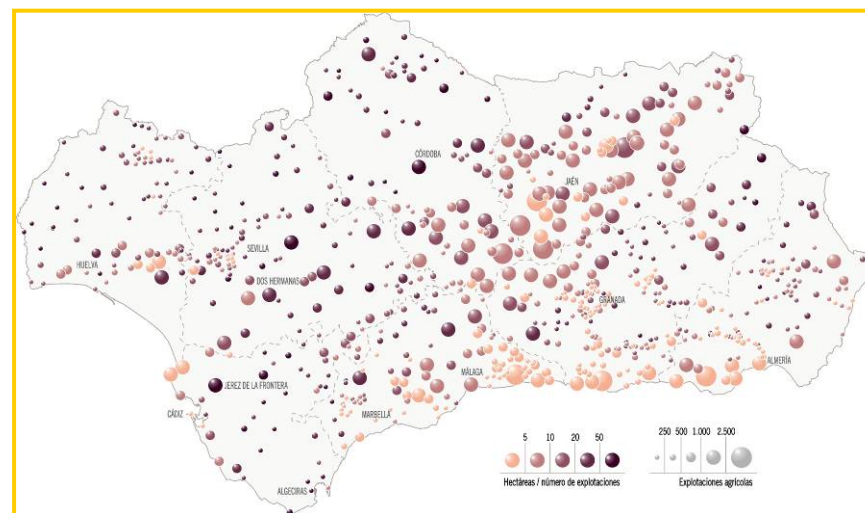 CÓRDOBA
JAÉN
SEVILLA
HUELVA
DOS HERMANAS
GRANADA
ALMERÍA
MÁLAGA
JEREZ DE LA FRONTERA
CÁDIZ
MARBELLA
ALGECIRAS
5 10 20 50
Hectáreas / número de explotaciones
250 500 1.000 2.500
Explotaciones agrícolas